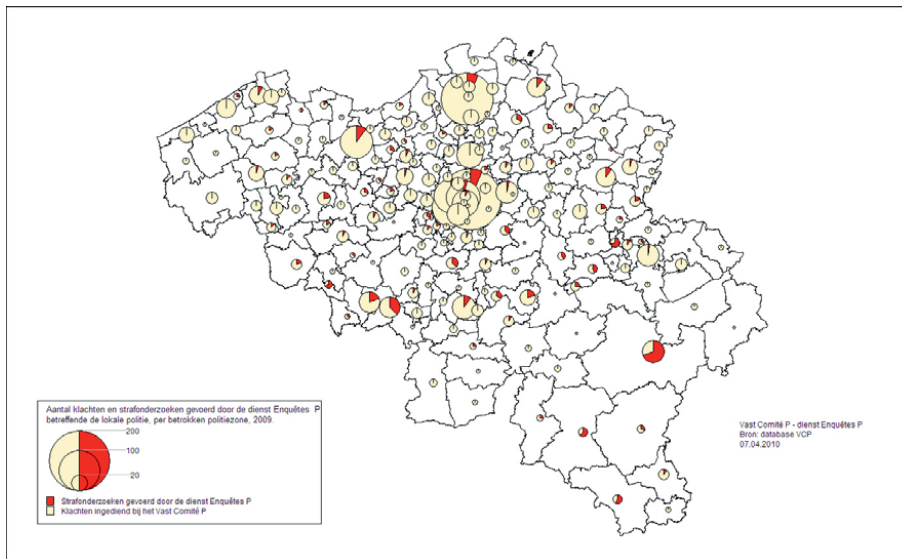 Aantal klachten en strafonderzoeken gevoerd door de dienst Enquêtes P
betreffende de lokale politie, per betrokken politiezone, 2009.
200
100
20
Strafonderzoeken gevoerd door de dienst Enquêtes P
Klachten ingediend bij het Vast Comité P
Vast Comité P - dienst Enquêtes P
Bron: database VCP
07.04.2010